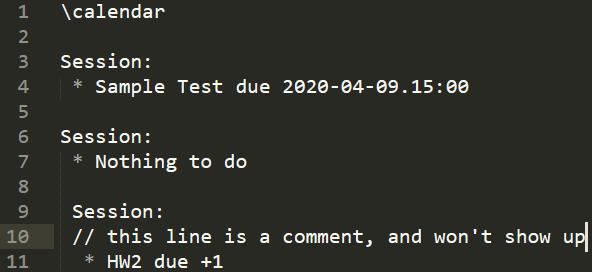 1 \calendar
2
3 Session:
4 * Sample Test due 2020-04-09.15:00
5
6 Session:
7 * Nothing to do
8
9 Session:
10 // this line is a comment, and won't show up
11 * HW2 due +1